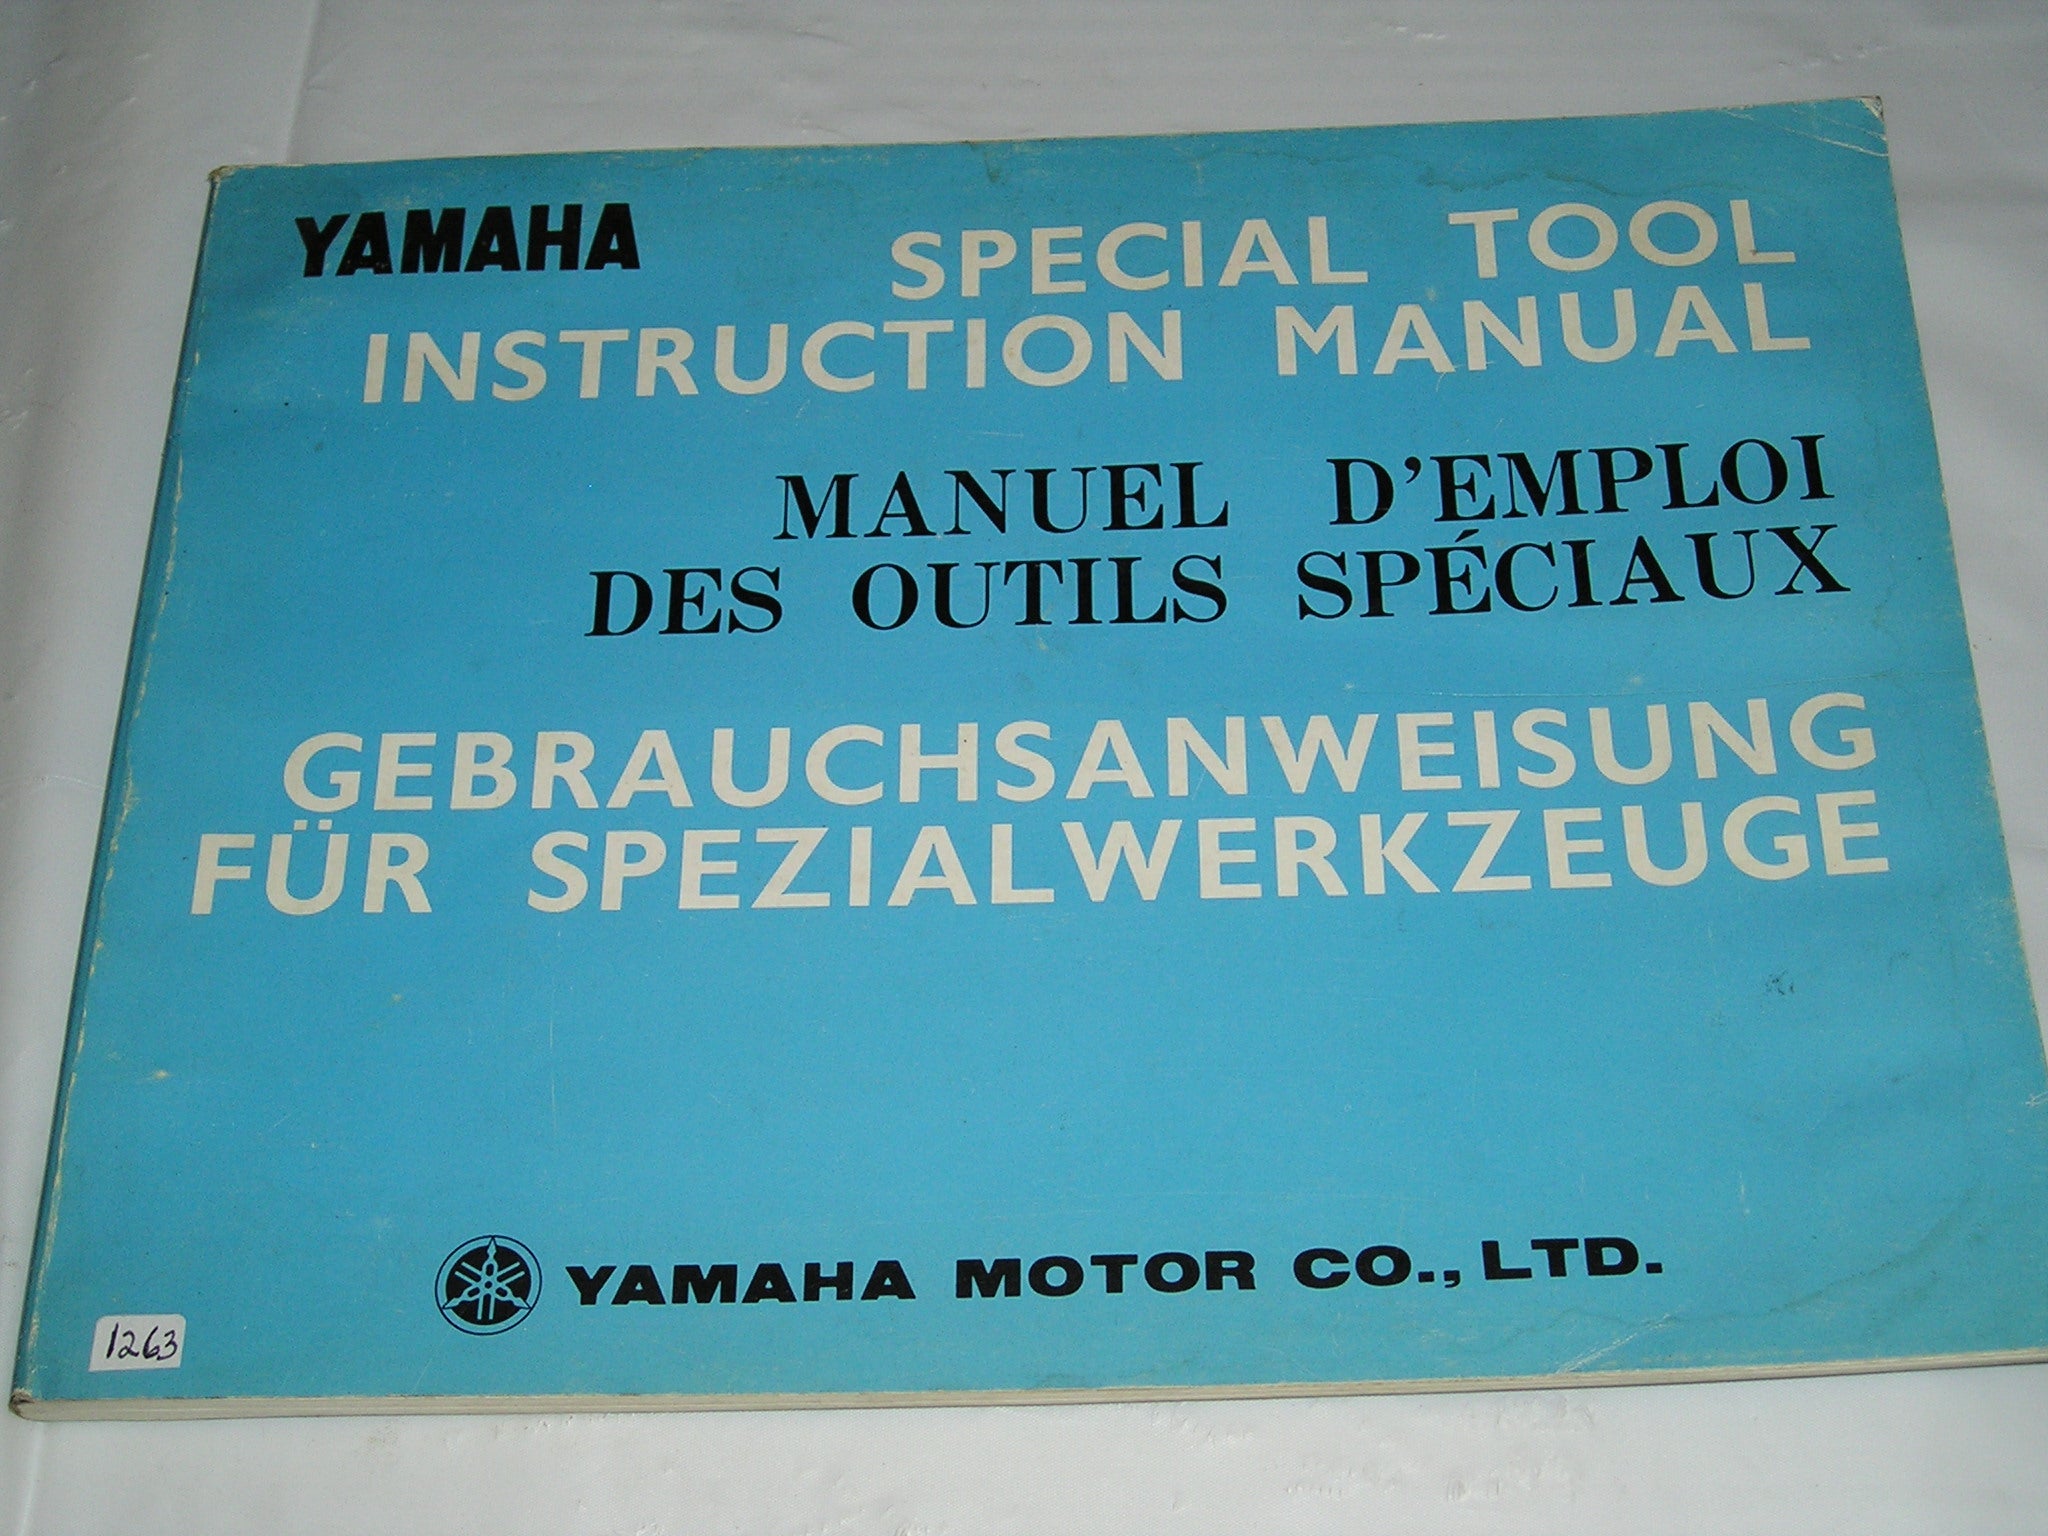 YAMAHA SPECIAL TOOL
INSTRUCTION MANUAL
MANUEL D'EMPLOI
DES OUTILS SPÉCIAUX
GEBRAUCHSANWEISUNG
FÜR SPEZIALWERKZEUGE
YAMAHA MOTOR CO., LTD.
1263